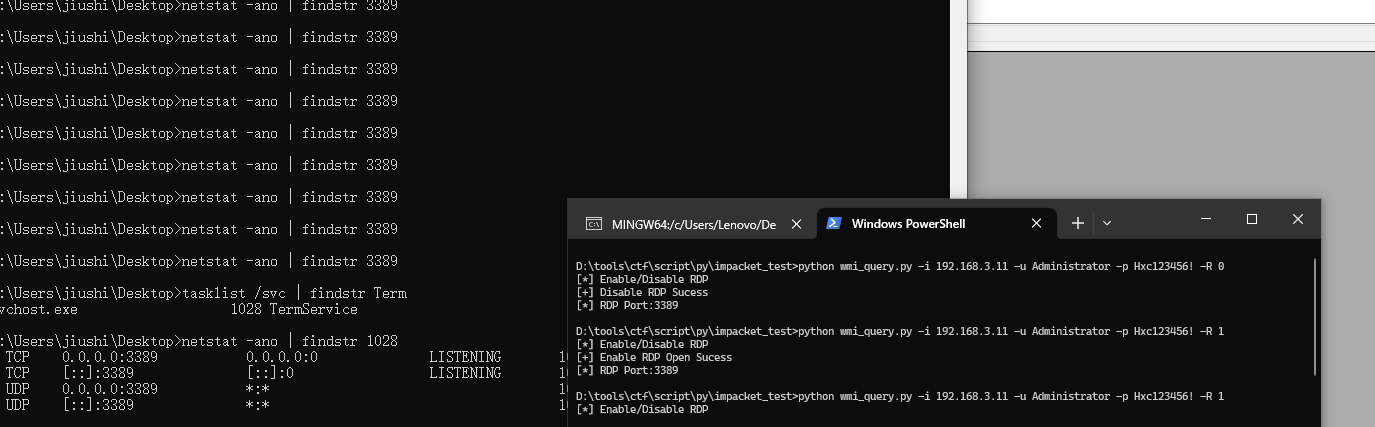 :\Users\jiushi\Desktop>netstat -ano | findstr 3389
:\Users\jiushi\Desktop>netstat -ano | findstr 3389
:\Users\jiushi\Desktop>netstat -ano | findstr 3389
:\Users\jiushi\Desktop>netstat -ano | findstr 3389
:\Users\jiushi\Desktop>netstat -ano | findstr 3389
:\Users\jiushi\Desktop>netstat -ano | findstr 3389
:\Users\jiushi\Desktop>netstat -ano | findstr 3389
:\Users\jiushi\Desktop>netstat -ano | findstr 3389
:\Users\jiushi\Desktop>netstat -ano | findstr 3389
:\Users\jiushi\Desktop>tasklist /svc | findstr Term
vchost.exe 1028 TermService
:\Users\jiushi\Desktop>netstat -ano | findstr 1028
TCP 0.0.0.0:3389 0.0.0.0:0 LISTENING
TCP [::]:3389 [::]:0 LISTENING
UDP 0.0.0.0:3389 *:*
UDP [::]:3389 *:*
MINGW64:/c/Users/Lenovo/De
Windows PowerShell
D:\tools\ctf\script\py\impacket_test>python wmi_query.py -i 192.168.3.11 -u Administrator -p Hxc123456! -R 0
[*] Enable/Disable RDP
[+] Disable RDP Sucess
[*] RDP Port:3389
D:\tools\ctf\script\py\impacket_test>python wmi_query.py -i 192.168.3.11 -u Administrator -p Hxc123456! -R 1
[*] Enable/Disable RDP
[+] Enable RDP Open Sucess
[*] RDP Port:3389
D:\tools\ctf\script\py\impacket_test>python wmi_query.py -i 192.168.3.11 -u Administrator -p Hxc123456! -R 1
[*] Enable/Disable RDP